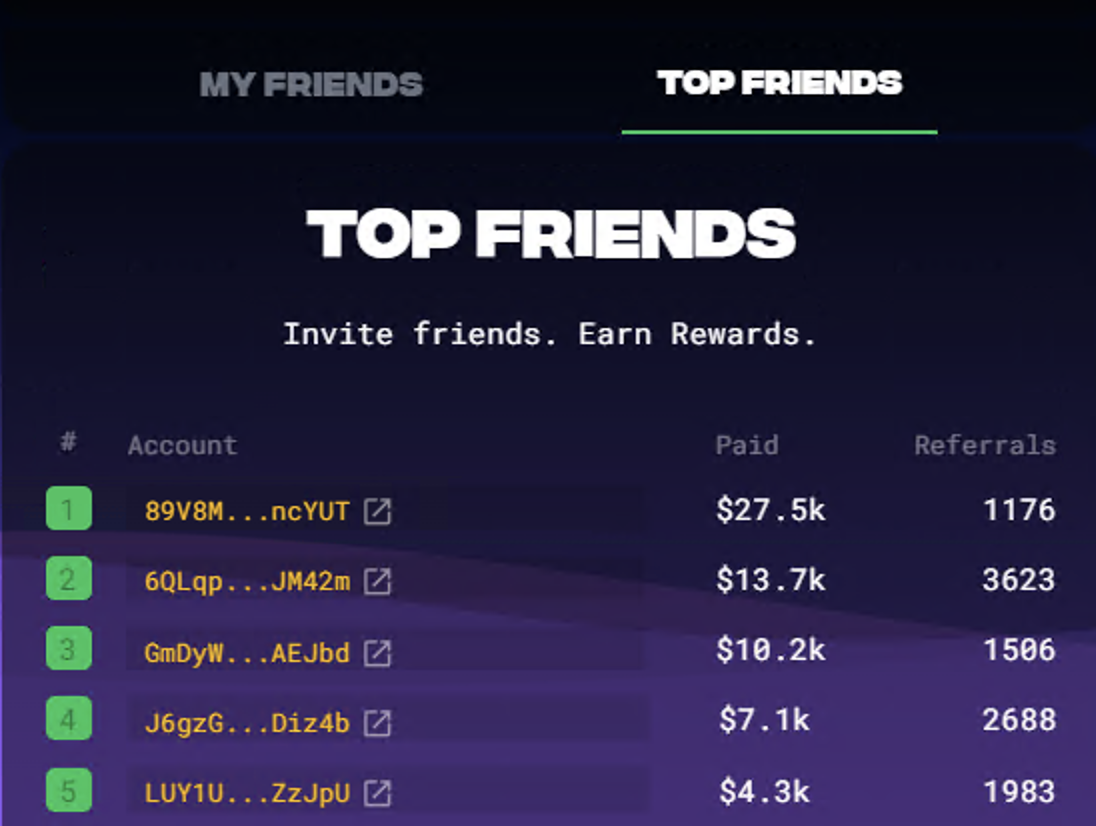 MY FRIENDS TOP FRIENDS
TOP FRIENDS
Invite friends. Earn Rewards.
# Account Paid Referrals
1 89V8M...ncYUT $27.5k 1176
2 6QLqp...JM42m $13.7k 3623
3 GmDyW...AEJbd $10.2k 1506
4 J6gzG...Diz4b $7.1k 2688
5 LUY1U...ZzJpU $4.3k 1983